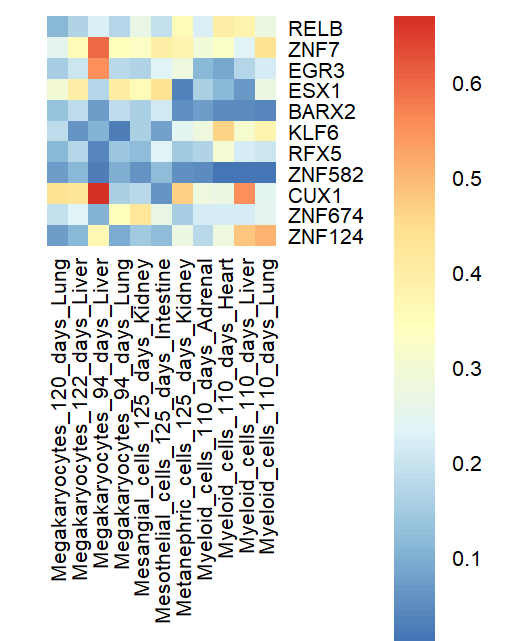 RELB
ZNF7
EGR3
ESX1
BARX2
KLF6
RFX5
ZNF582
CUX1
ZNF674
ZNF124
Megakaryocytes_120_days_Lung
Megakaryocytes_122_days_Liver
Megakaryocytes_94_days_Liver
Megakaryocytes_94_days_Lung
Mesangial_cells_125_days_Kidney
Mesothelial_cells_125_days_Intestine
Metanephric_cells_125_days_Kidney
Myeloid_cells_110_days_Adrenal
Myeloid_cells_110_days_Heart
Myeloid_cells_110_days_Liver
Myeloid_cells_110_days_Lung
0.6
0.5
0.4
0.3
0.2
0.1